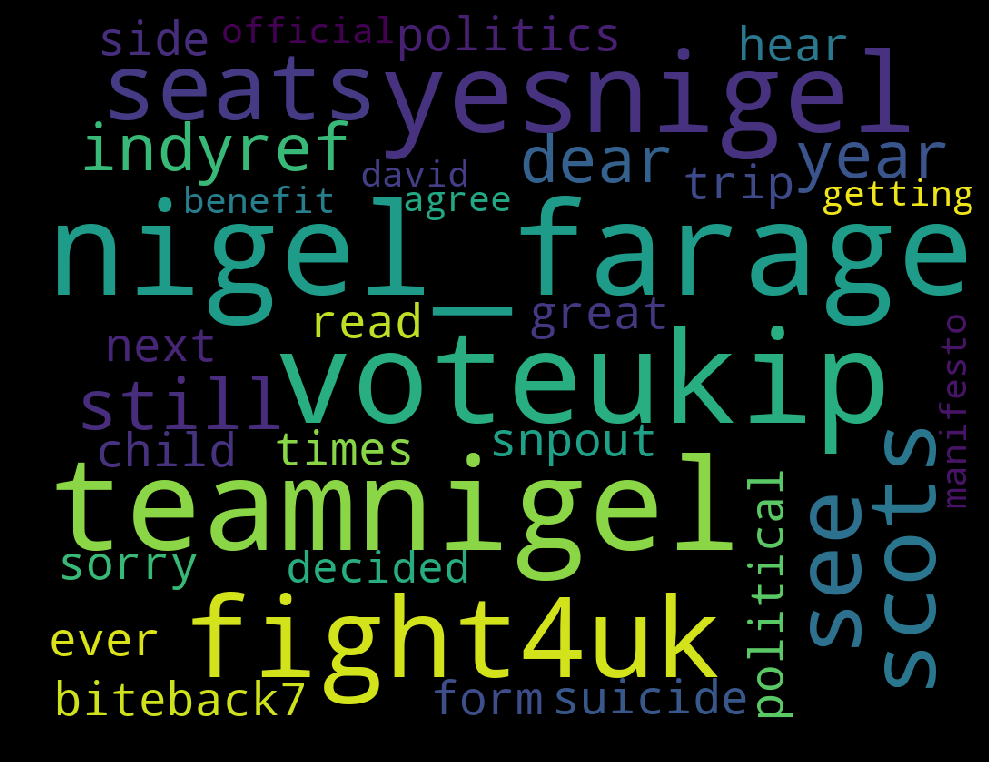 side official politics hear
seats yesnigel
indyref david dear trip year
benefit agree getting
nigel_farage
read great
next voteukip manifesto
still
child times snpout scots
teamnigel see
sorry decided political
ever fight4uk
biteback7 form suicide